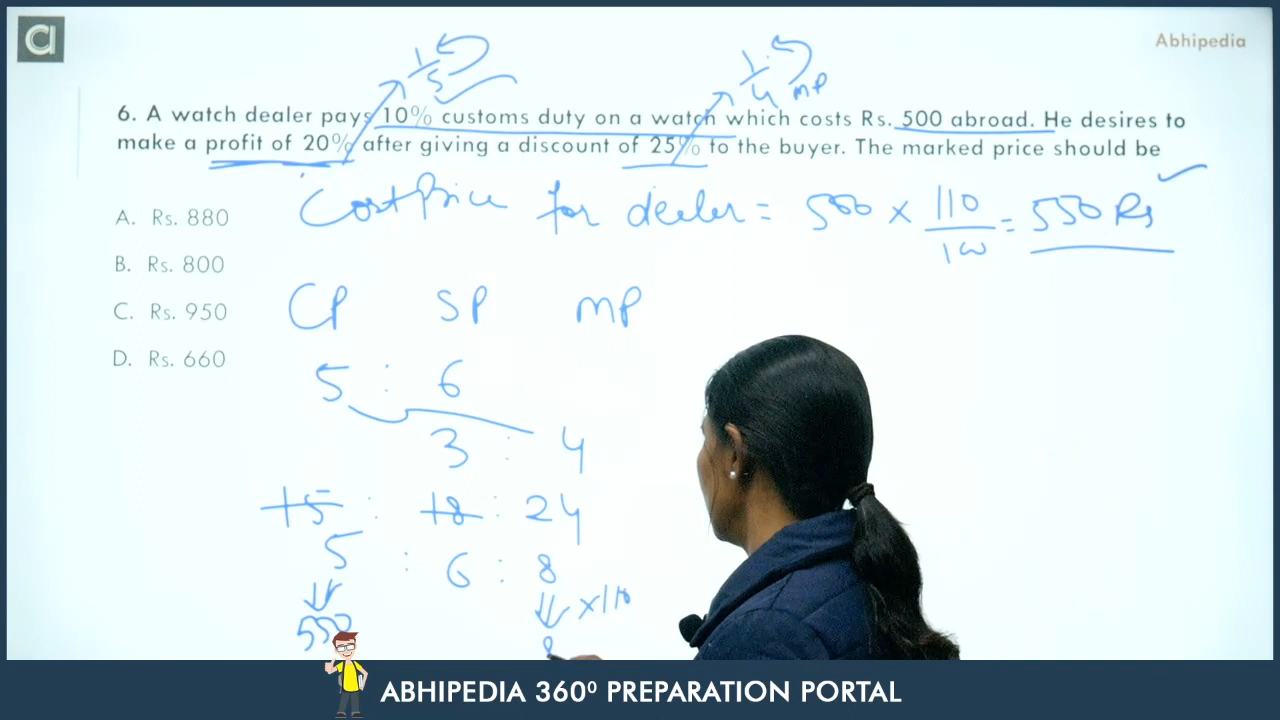 Abhipedia
1/5
1/4 MP
6. A watch dealer pays 10% customs duty on a watch which costs Rs. 500 abroad. He desires to
make a profit of 20% after giving a discount of 25% to the buyer. The marked price should be
Cost Price for dealer = 500 × 110/100 = 550 Rs
A. Rs. 880
B. Rs. 800
C. Rs. 950
D. Rs. 660
CP SP MP
5 : 6
3 : 4
15 : 18 : 24
5 : 6 : 8
×110
550 8
ABHIPEDIA 360⁰ PREPARATION PORTAL